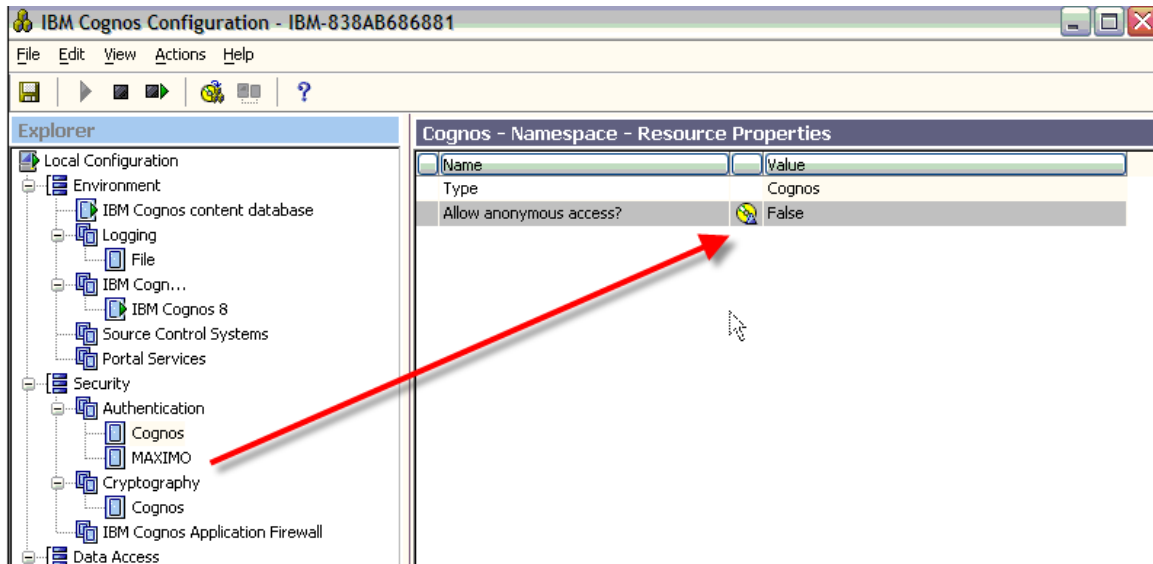 IBM Cognos Configuration - IBM-838AB686881
File Edit View Actions Help
?
Explorer
Local Configuration
Environment
IBM Cognos content database
Logging
File
IBM Cogn...
IBM Cognos 8
Source Control Systems
Portal Services
Security
Authentication
Cognos
MAXIMO
Cryptography
Cognos
IBM Cognos Application Firewall
Data Access
Cognos - Namespace - Resource Properties
Name Value
Type Cognos
Allow anonymous access? False